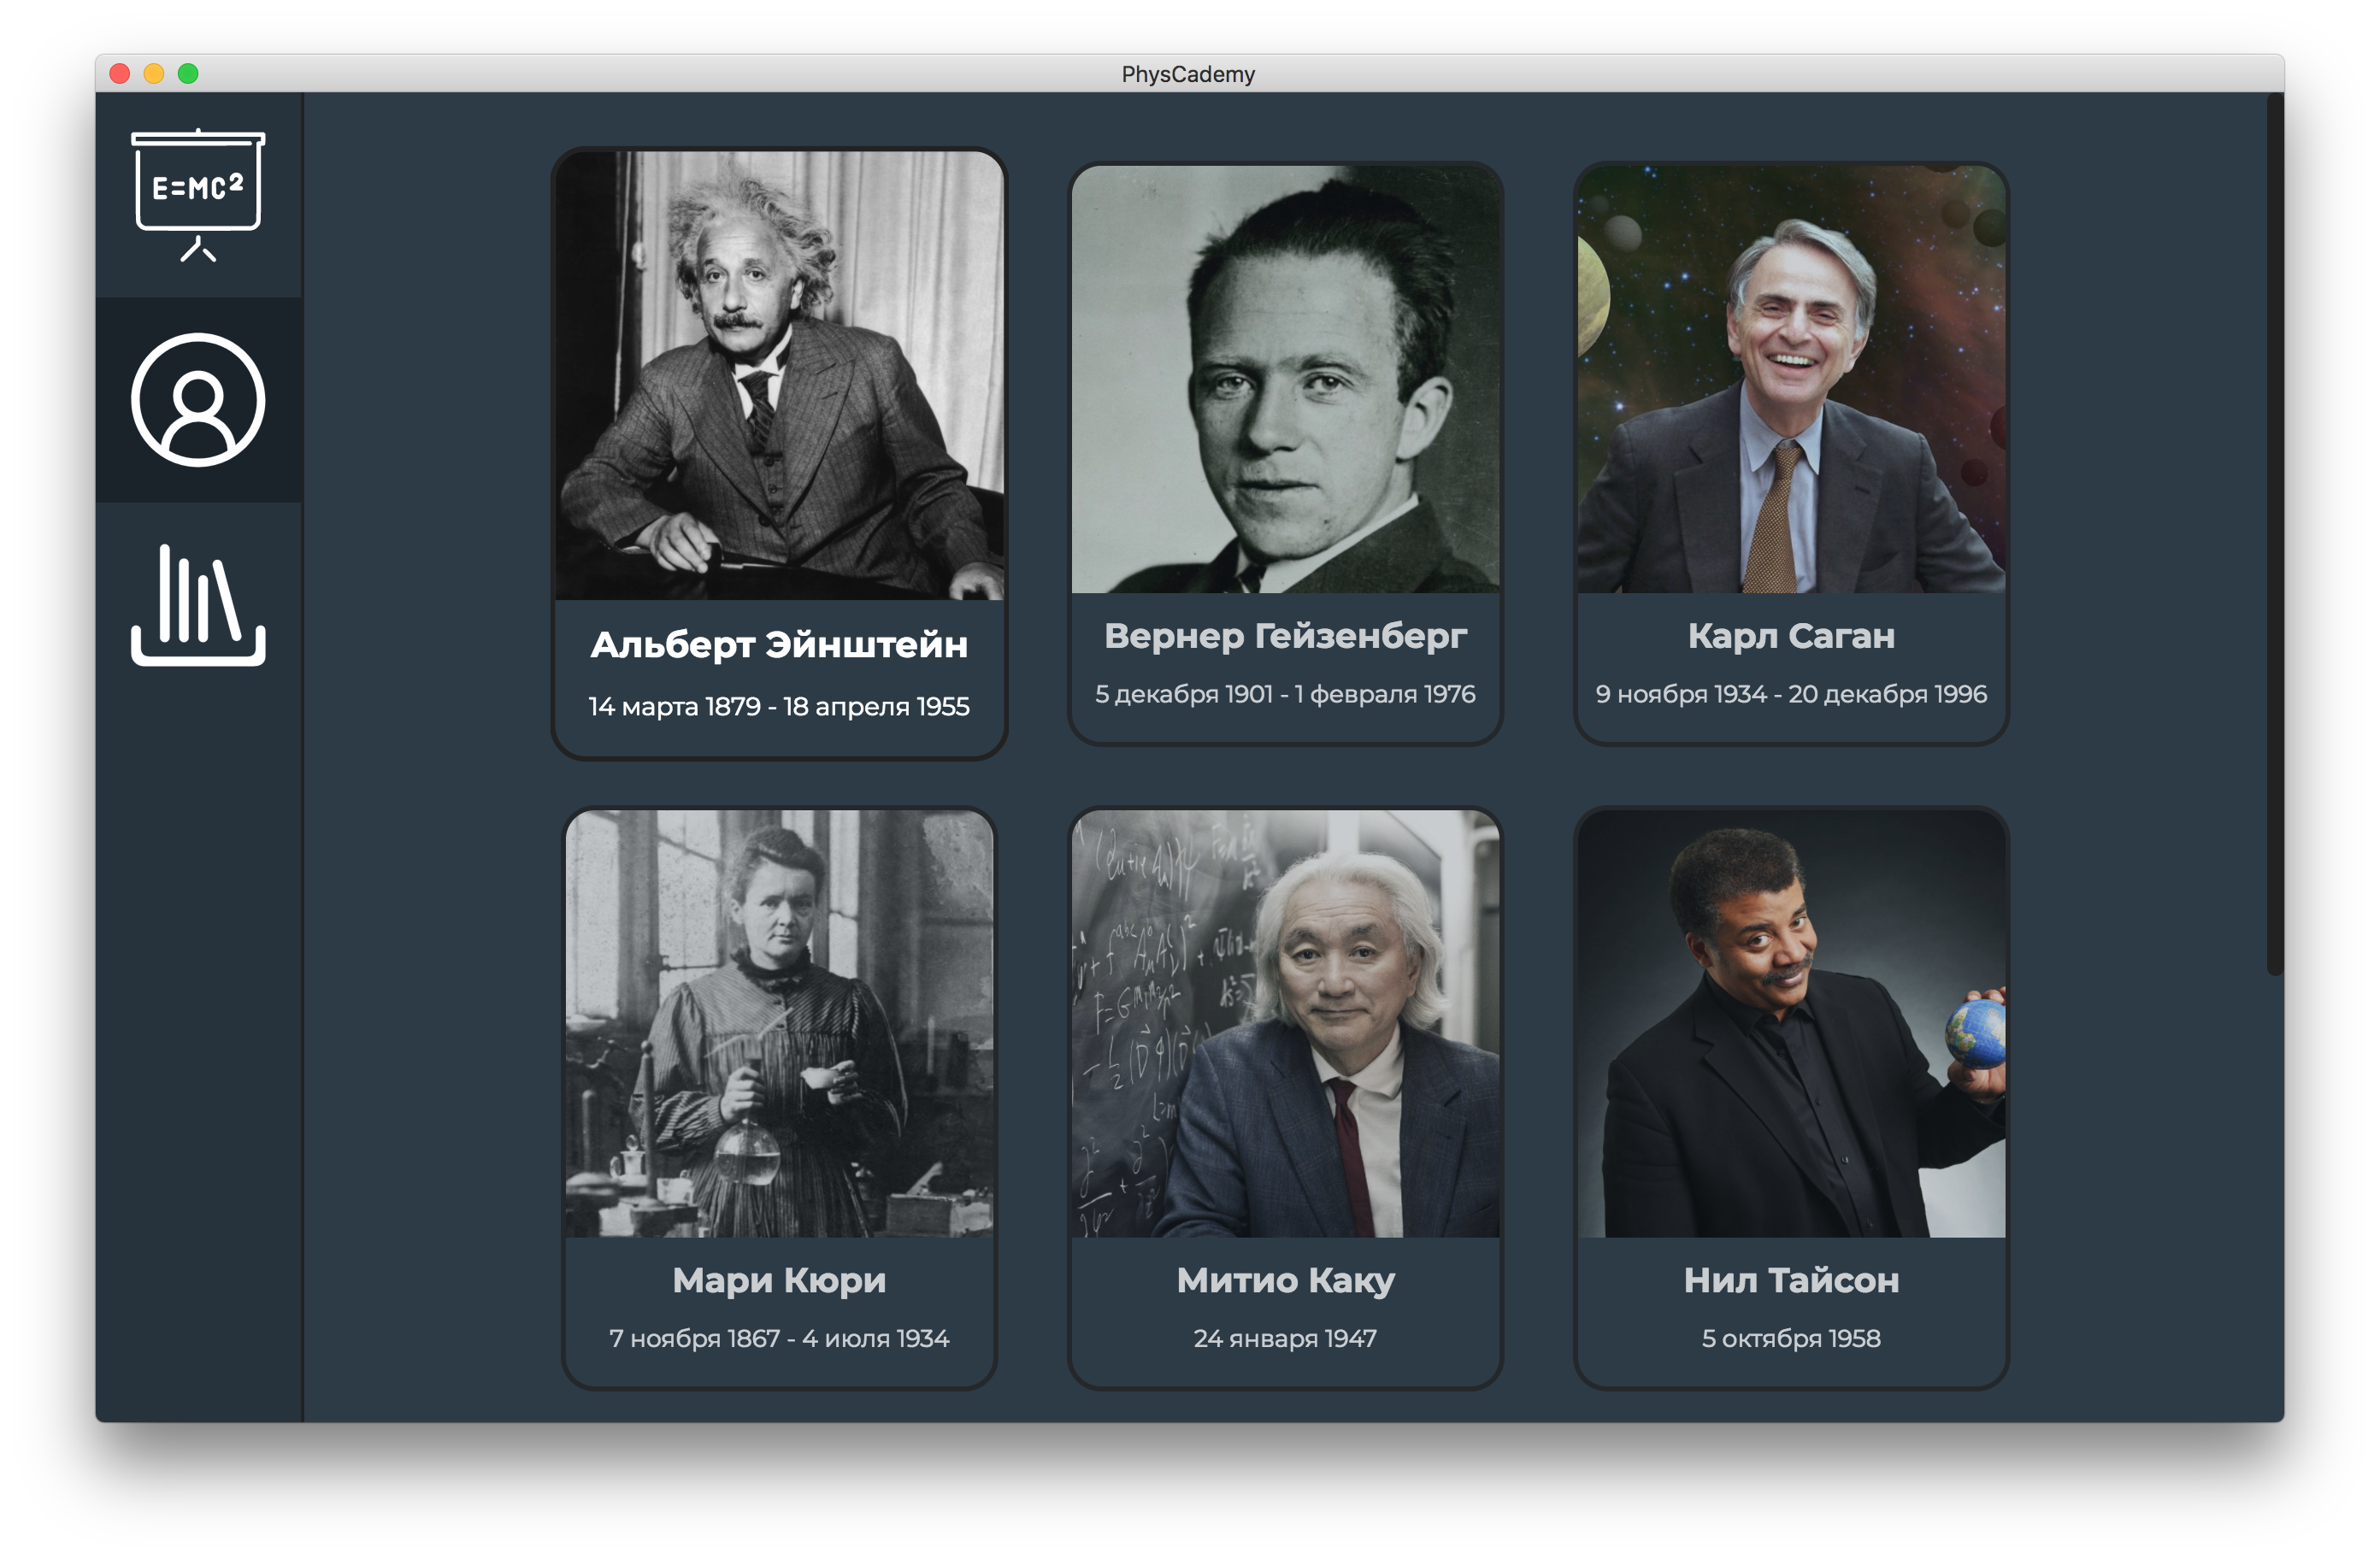 PhysCademy
E=MC²
Альберт Эйнштейн
14 марта 1879 - 18 апреля 1955
Вернер Гейзенберг
5 декабря 1901 - 1 февраля 1976
Карл Саган
9 ноября 1934 - 20 декабря 1996
Мари Кюри
7 ноября 1867 - 4 июля 1934
Митио Каку
24 января 1947
Нил Тайсон
5 октября 1958